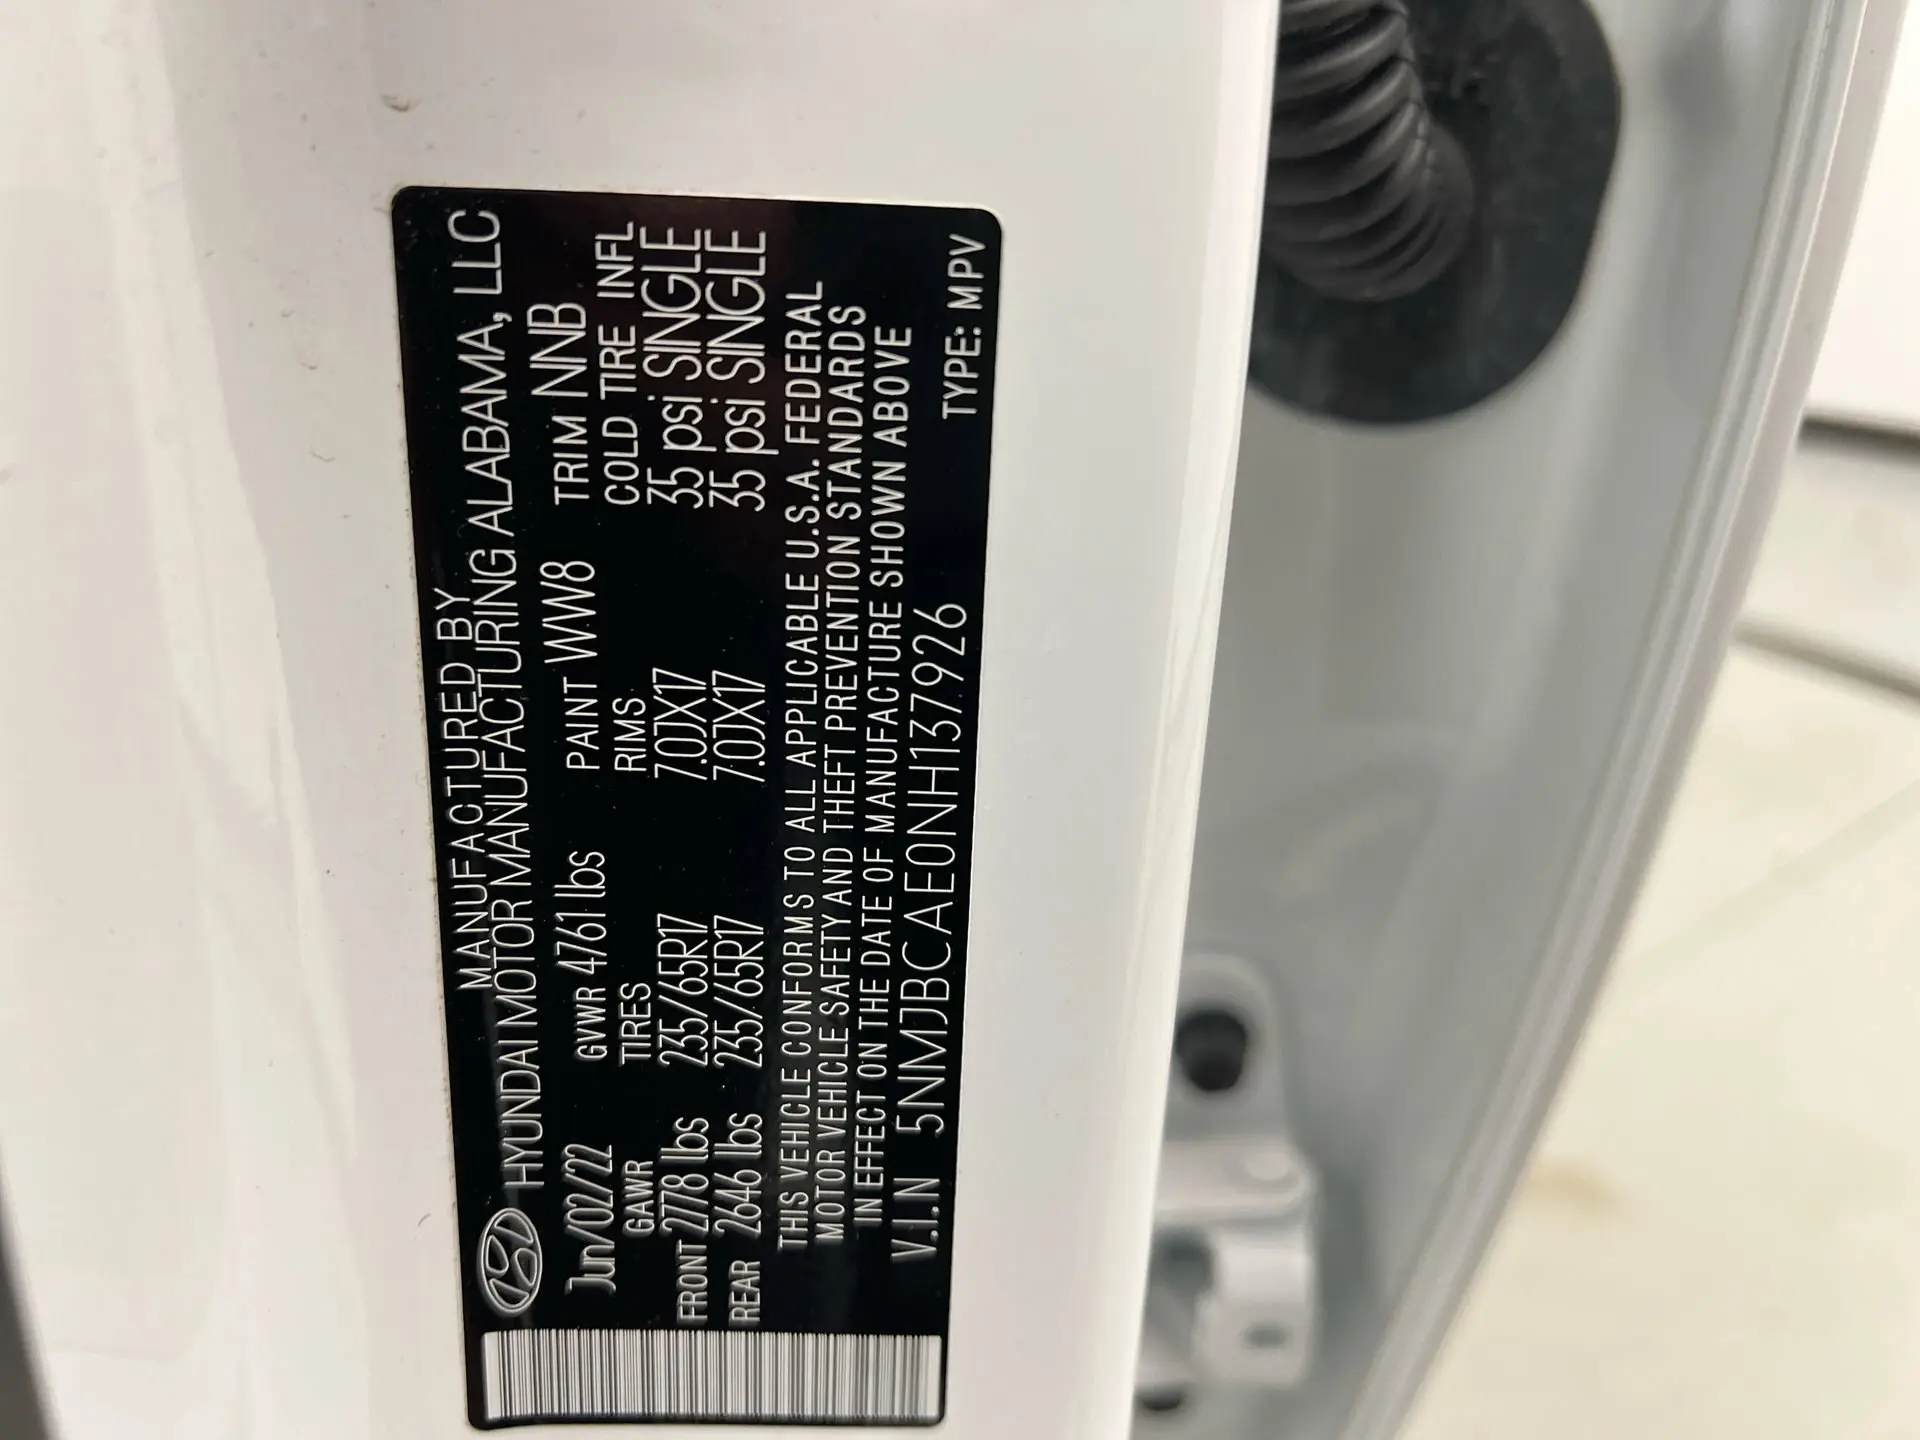 MANUFACTURED BY
HYUNDAI MOTOR MANUFACTURING ALABAMA, LLC
Jun/02/22 GVWR 4761 lbs PAINT WW8 TRIM NNB
GAWR TIRES RIMS COLD TIRE INFL
FRONT 2778 lbs 235/65R17 7.0JX17 35 psi SINGLE
REAR 2646 lbs 235/65R17 7.0JX17 35 psi SINGLE
THIS VEHICLE CONFORMS TO ALL APPLICABLE U.S.A. FEDERAL
MOTOR VEHICLE SAFETY AND THEFT PREVENTION STANDARDS
IN EFFECT ON THE DATE OF MANUFACTURE SHOWN ABOVE
V.I.N 5NMJBCAE0NH137926 TYPE: MPV